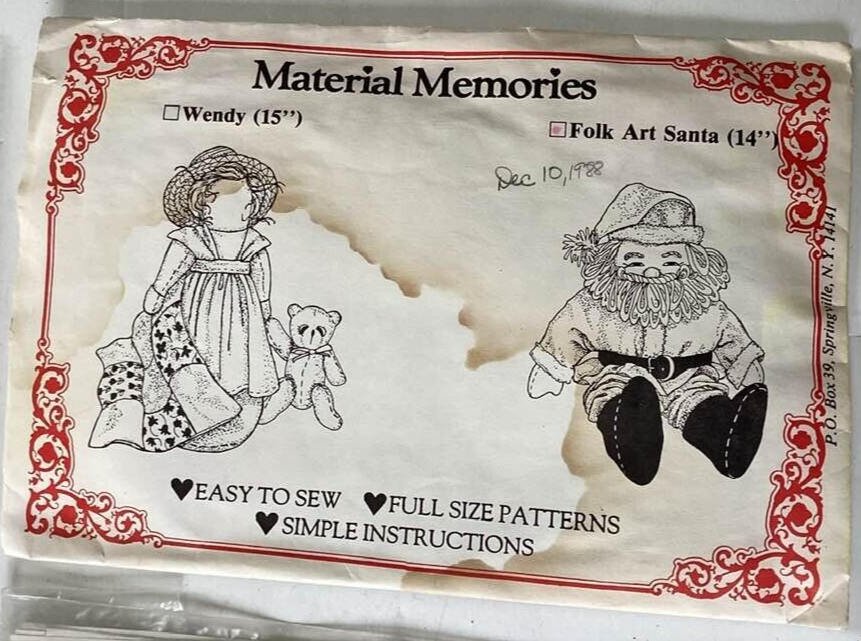 Material Memories
☐ Wendy (15”)
☐ Folk Art Santa (14”)
Dec 10, 1988
P.O. Box 39, Springville, N.Y. 14141
♥EASY TO SEW ♥FULL SIZE PATTERNS
♥SIMPLE INSTRUCTIONS